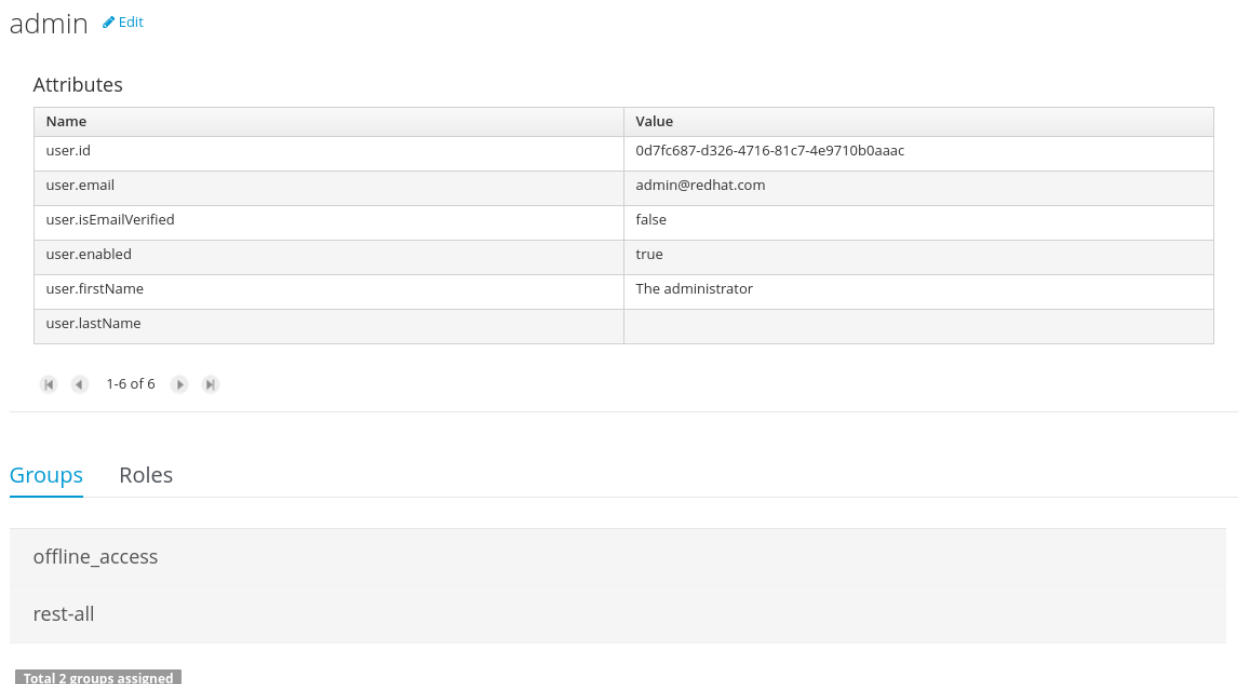 admin Edit
Attributes
Name Value
user.id 0d7fc687-d326-4716-81c7-4e9710b0aaac
user.email admin@redhat.com
user.isEmailVerified false
user.enabled true
user.firstName The administrator
user.lastName
1-6 of 6
Groups Roles
offline_access
rest-all
Total 2 groups assigned